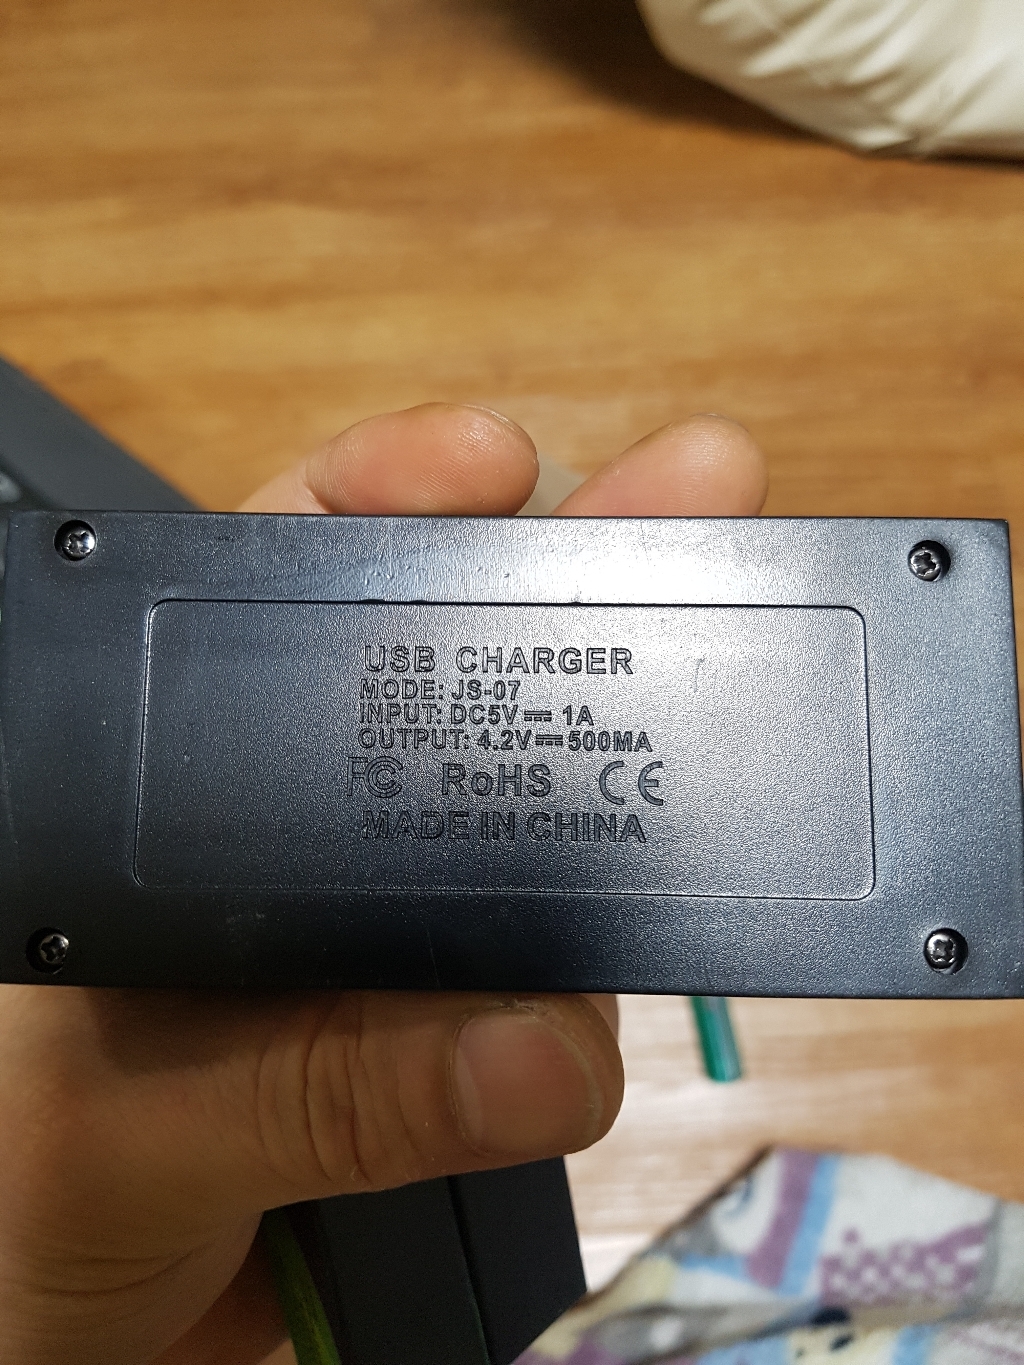 USB CHARGER
MODE: JS-07
INPUT: DC5V⎓ 1A
OUTPUT: 4.2V⎓500MA
FC RoHS CE
MADE IN CHINA